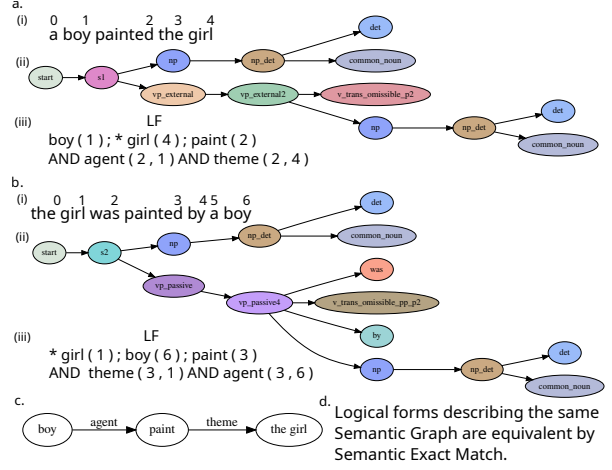 a.
(i) 0 1 2 3 4
a boy painted the girl
(ii)
start s1 np np_det det common_noun
vp_external vp_external2 v_trans_omissible_p2
np np_det det common_noun
(iii) LF
boy ( 1 ) ; * girl ( 4 ) ; paint ( 2 )
AND agent ( 2 , 1 ) AND theme ( 2 , 4 )
b.
(i) 0 1 2 3 4 5 6
the girl was painted by a boy
(ii)
start s2 np np_det det common_noun
vp_passive vp_passive4 was
v_trans_omissible_pp_p2
by
np np_det det common_noun
(iii) LF
* girl ( 1 ) ; boy ( 6 ) ; paint ( 3 )
AND theme ( 3 , 1 ) AND agent ( 3 , 6 )
c.
boy agent paint theme the girl
d.
Logical forms describing the same
Semantic Graph are equivalent by
Semantic Exact Match.